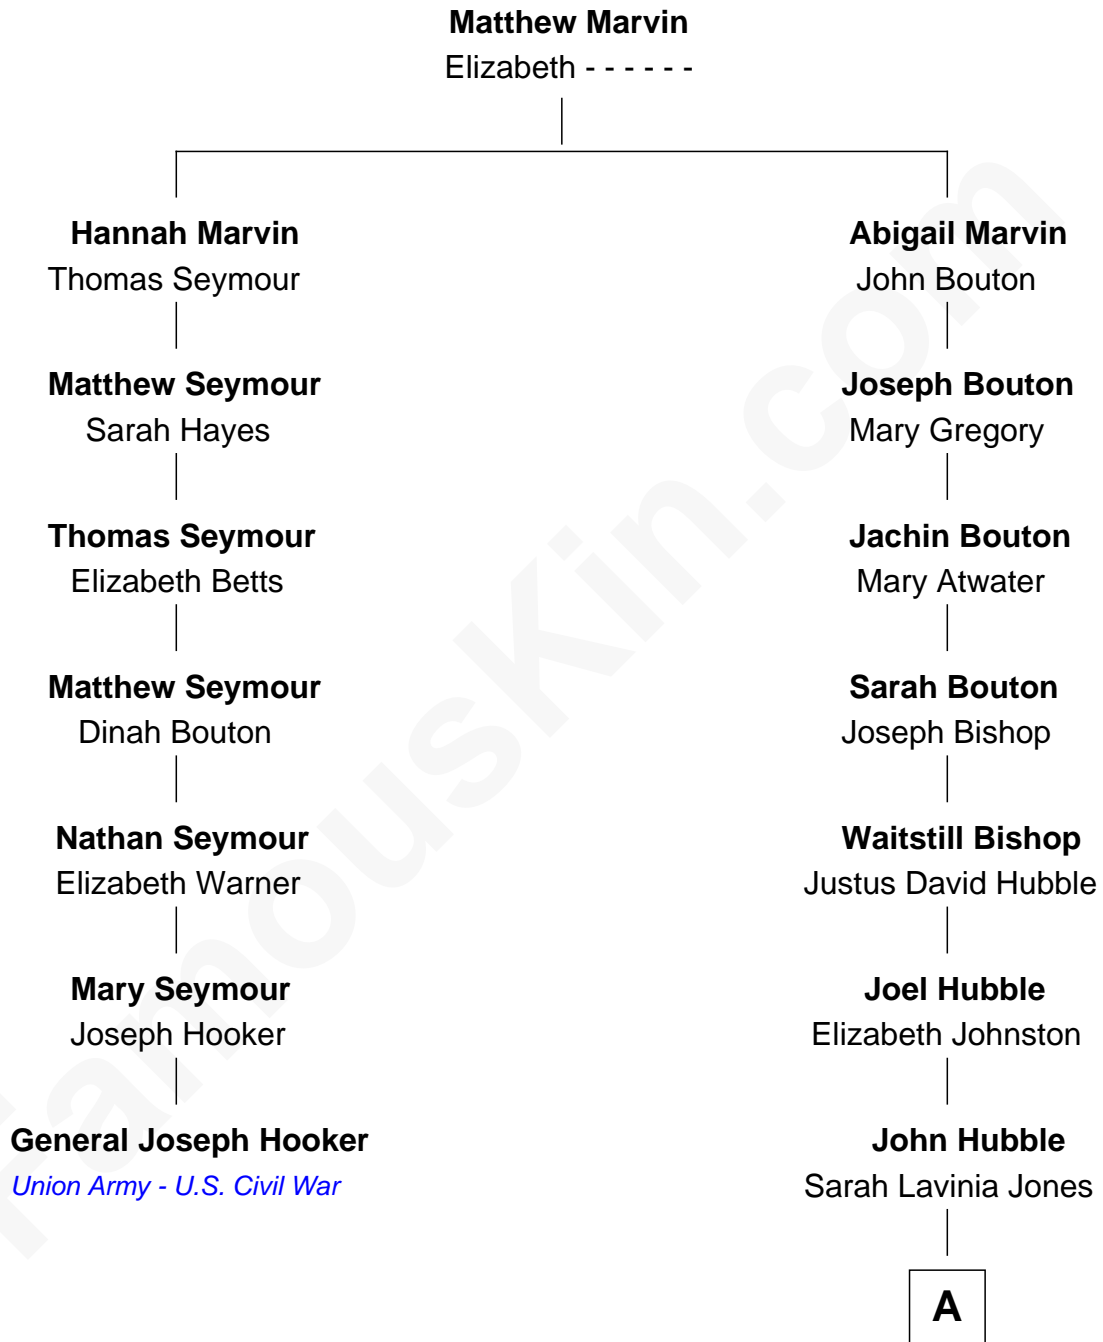 Matthew Marvin
Elizabeth - - - - - -
Hannah Marvin
Thomas Seymour
Abigail Marvin
John Bouton
Matthew Seymour
Sarah Hayes
Joseph Bouton
Mary Gregory
Thomas Seymour
Elizabeth Betts
Jachin Bouton
Mary Atwater
Matthew Seymour
Dinah Bouton
Sarah Bouton
Joseph Bishop
Nathan Seymour
Elizabeth Warner
Waitstill Bishop
Justus David Hubble
Mary Seymour
Joseph Hooker
Joel Hubble
Elizabeth Johnston
General Joseph Hooker
Union Army - U.S. Civil War
John Hubble
Sarah Lavinia Jones
A
FamousKin.com